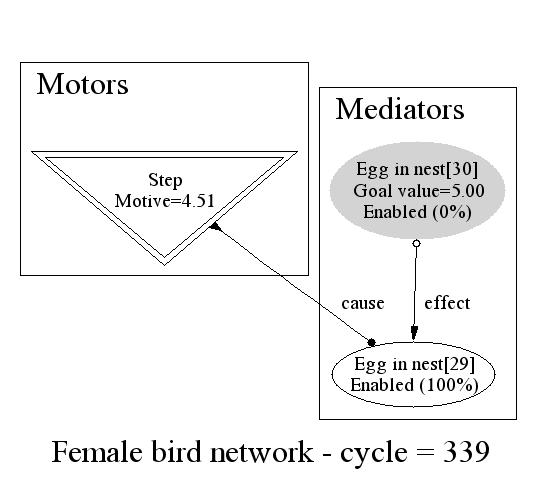 Motors
Step
Motive=4.51
Mediators
Egg in nest[30]
Goal value=5.00
Enabled (0%)
cause
effect
Egg in nest[29]
Enabled (100%)
Female bird network - cycle = 339